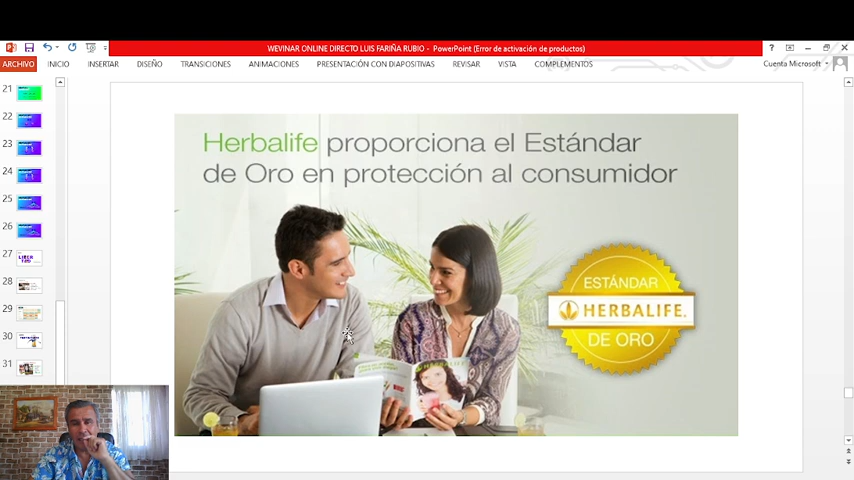 WEVINAR ONLINE DIRECTO LUIS FARIÑA RUBIO - PowerPoint (Error de activación de productos)
ARCHIVO INICIO INSERTAR DISEÑO TRANSICIONES ANIMACIONES PRESENTACIÓN CON DIAPOSITIVAS REVISAR VISTA COMPLEMENTOS Cuenta Microsoft
21
22
23
24
25
26
27
28
29
30
31
Herbalife proporciona el Estándar
de Oro en protección al consumidor
ESTÁNDAR
HERBALIFE.
DE ORO
HERBALIFE